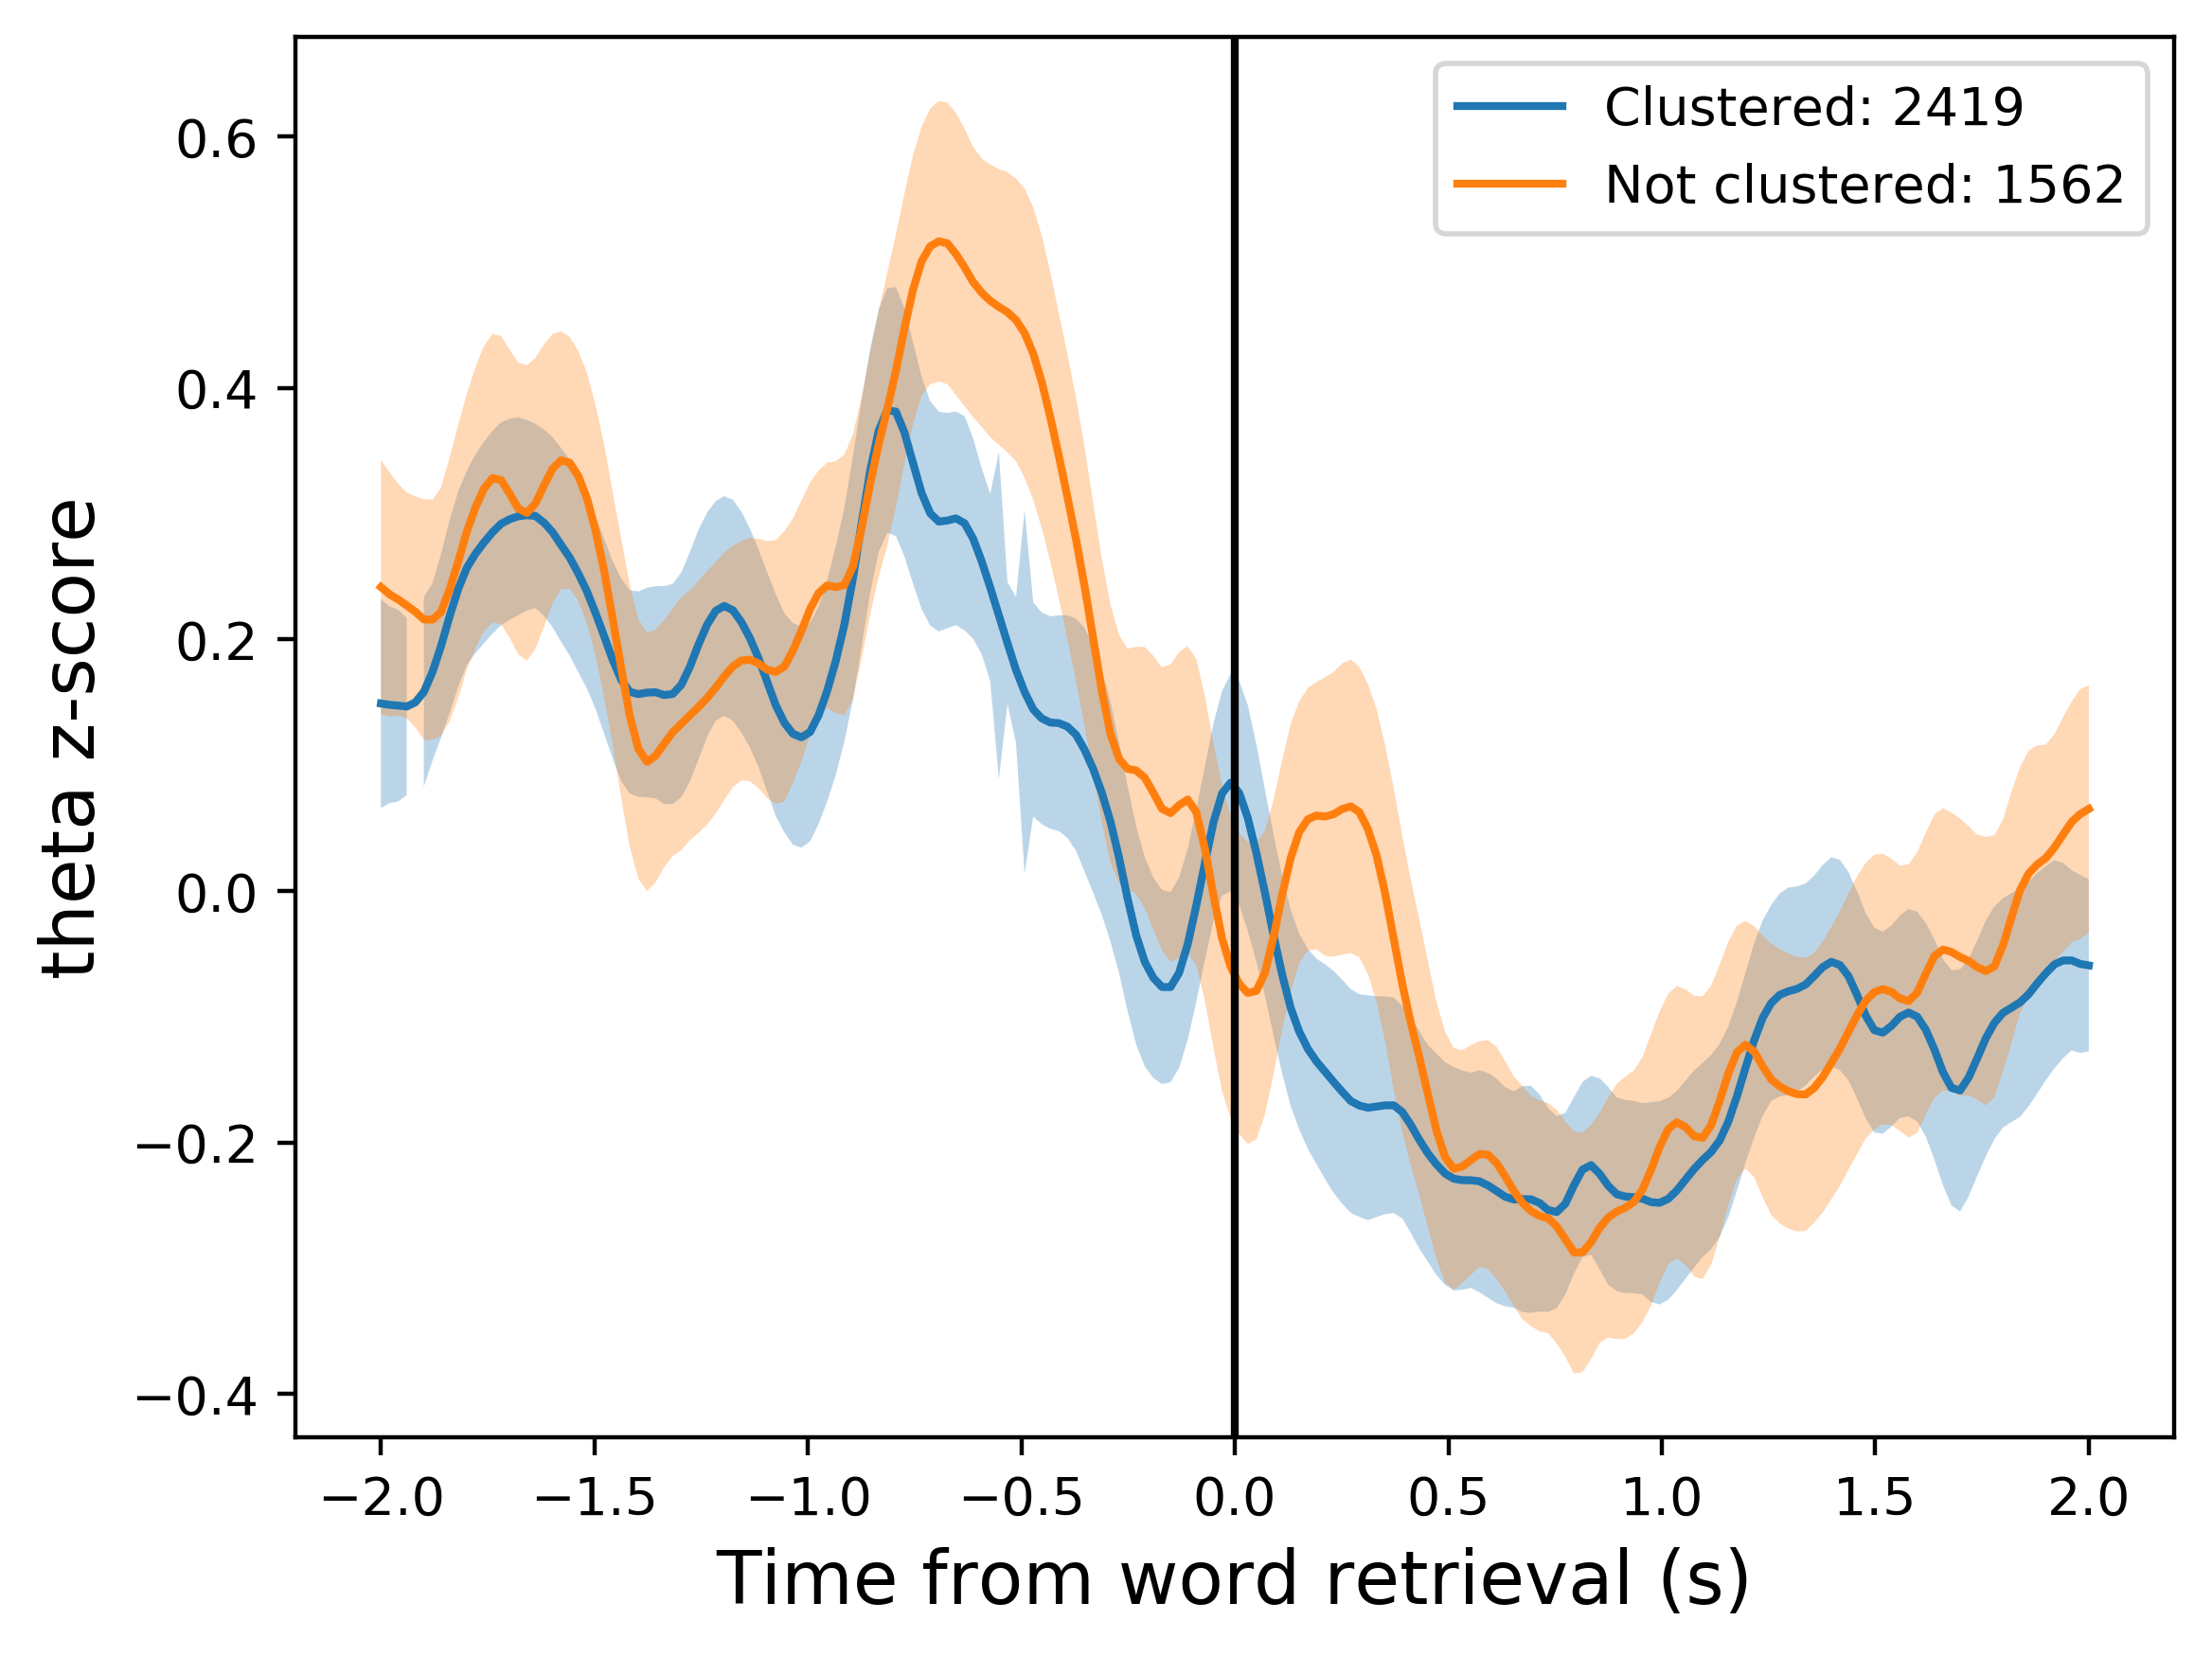 Clustered: 2419
Not clustered: 1562
theta z-score
0.6
0.4
0.2
0.0
−0.2
−0.4
−2.0 −1.5 −1.0 −0.5 0.0 0.5 1.0 1.5 2.0
Time from word retrieval (s)